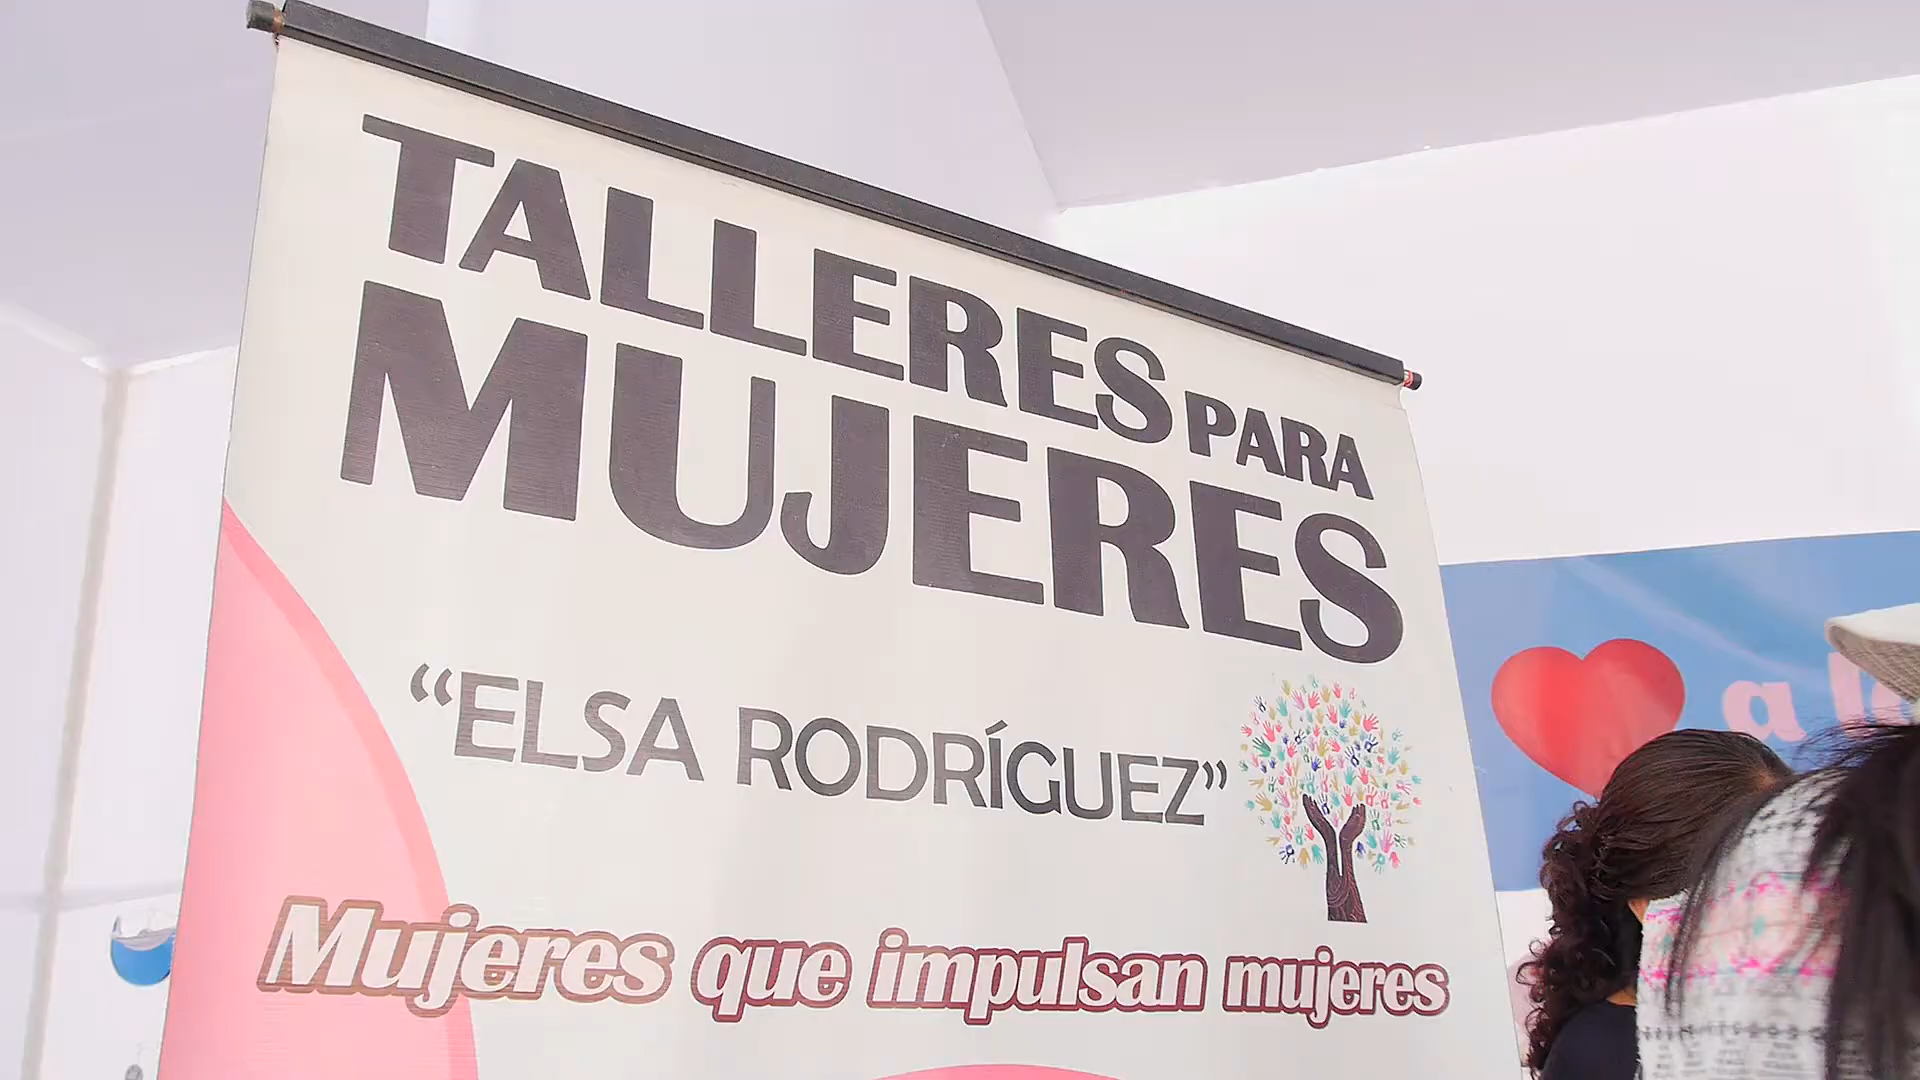 TALLERES PARA
MUJERES
“ELSA RODRÍGUEZ”
Mujeres que impulsan mujeres
a